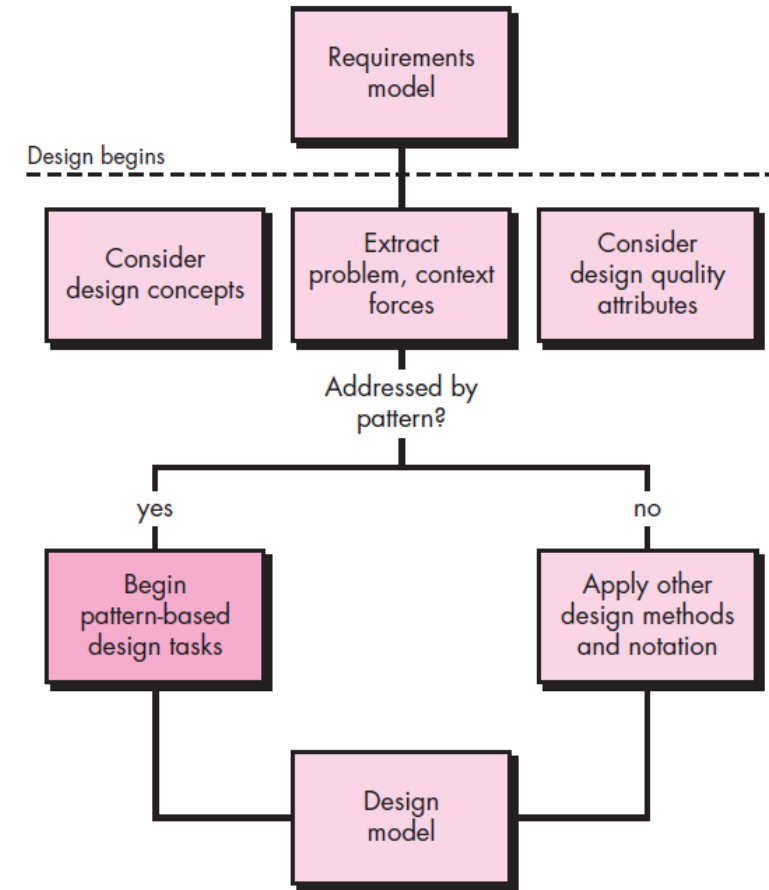 Requirements
model
Design begins
Consider
design concepts
Extract
problem, context
forces
Consider
design quality
attributes
Addressed by
pattern?
yes
no
Begin
pattern-based
design tasks
Apply other
design methods
and notation
Design
model